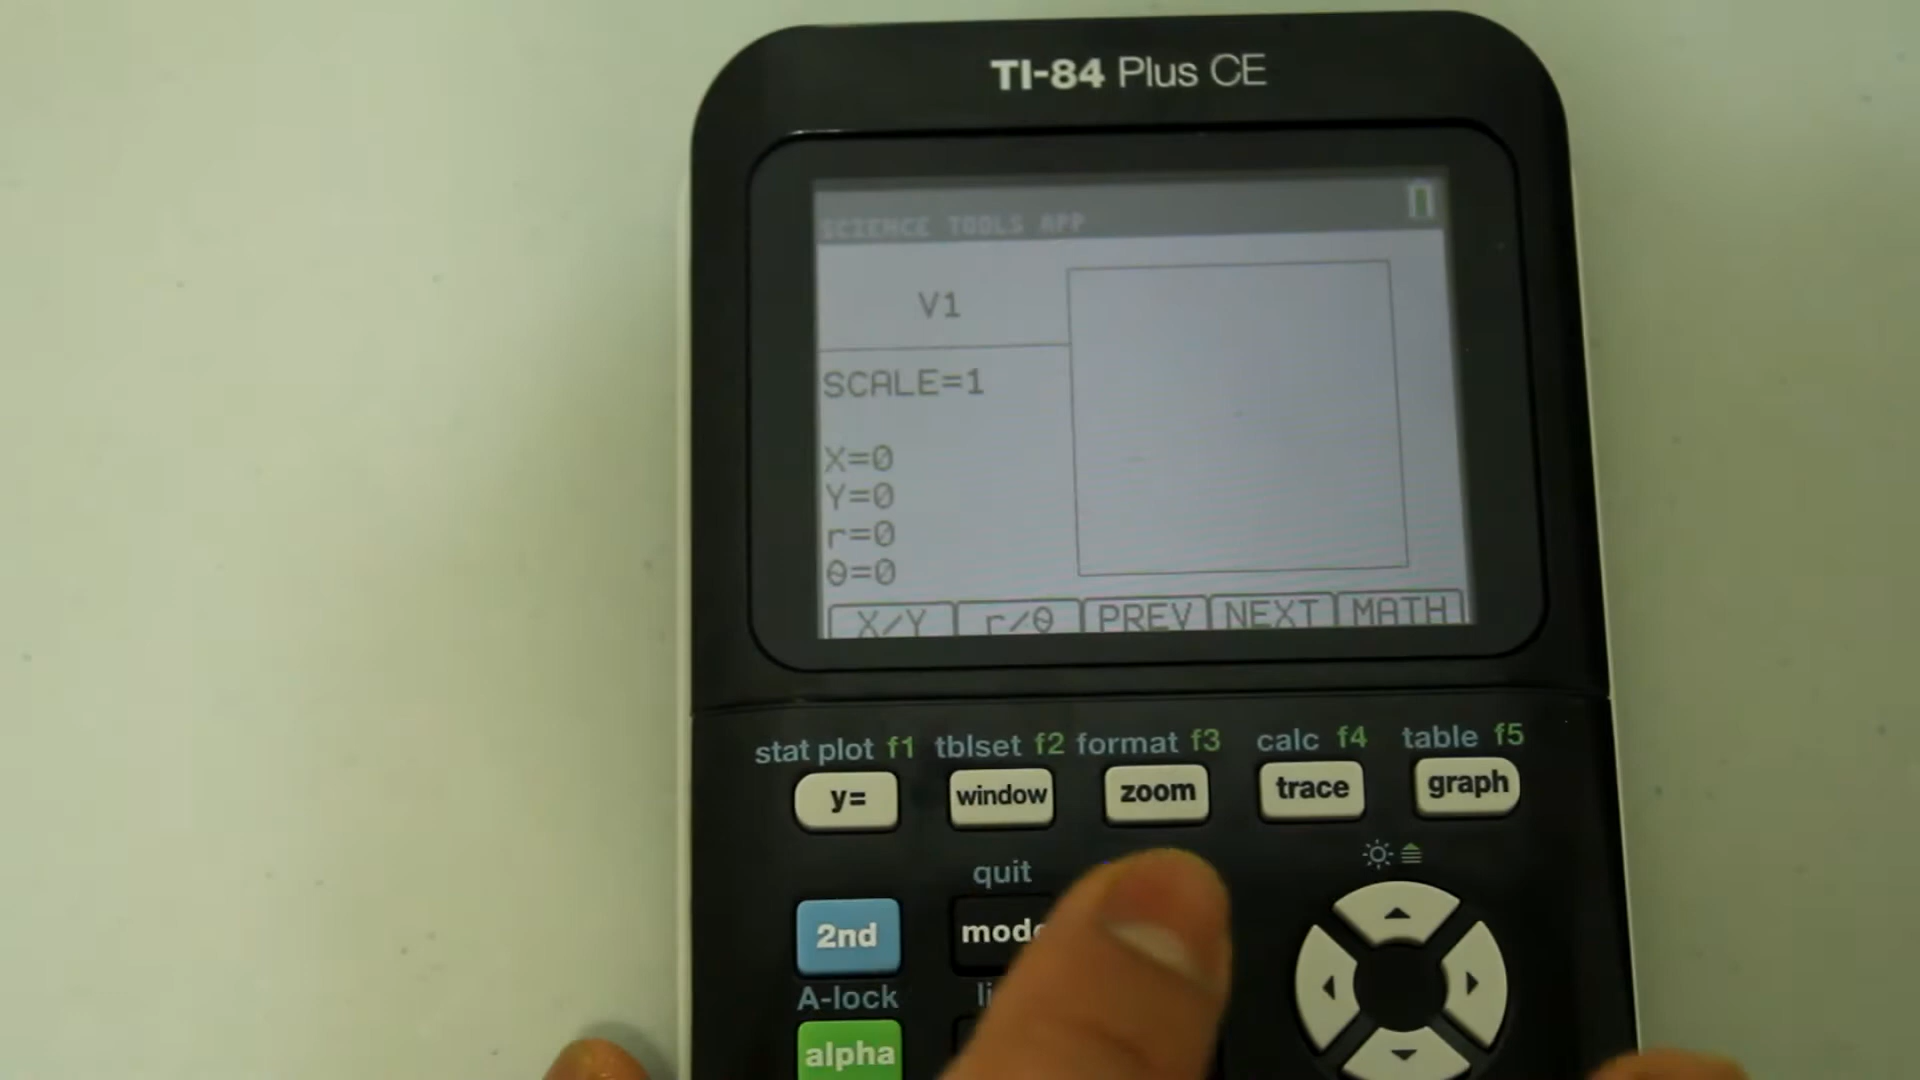 TI-84 Plus CE
SCIENCE TOOLS APP
V1
SCALE=1
X=0
Y=0
r=0
θ=0
X/Y r/θ PREV NEXT MATH
stat plot f1 tblset f2 format f3 calc f4 table f5
y= window zoom trace graph
quit
2nd mode
A-lock
alpha